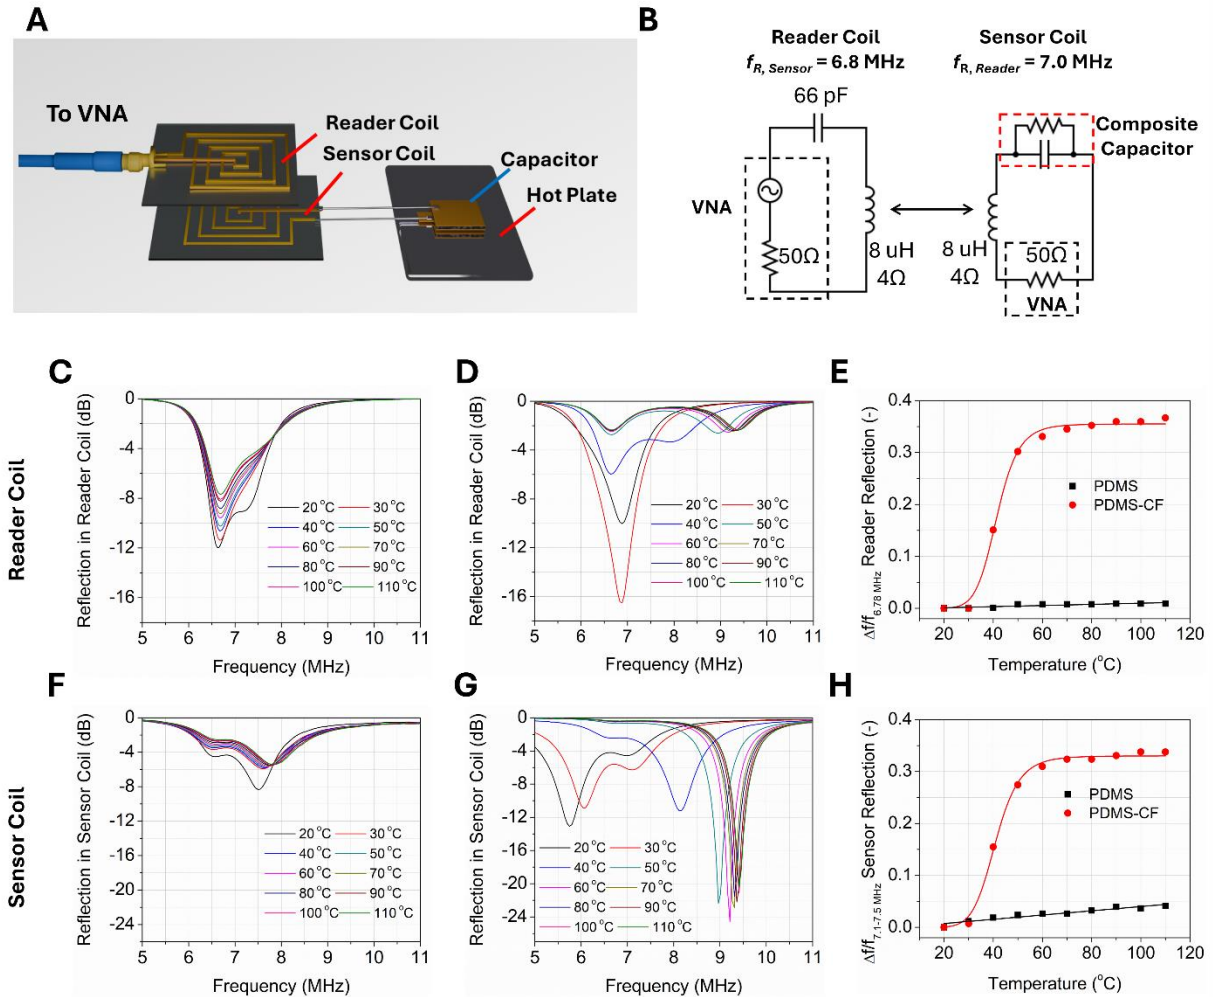 A
To VNA
Reader Coil
Sensor Coil
Capacitor
Hot Plate
B
Reader Coil
f_R, Sensor = 6.8 MHz
Sensor Coil
f_R, Reader = 7.0 MHz
66 pF
Composite
Capacitor
VNA
50Ω
8 uH
4Ω
8 uH
4Ω
50Ω
VNA
Reader Coil
C
Reflection in Reader Coil (dB)
0
-4
-8
-12
-16
20 °C
30 °C
40 °C
50 °C
60 °C
70 °C
80 °C
90 °C
100 °C
110 °C
5 6 7 8 9 10 11
Frequency (MHz)
D
Reflection in Reader Coil (dB)
0
-4
-8
-12
-16
20 °C
30 °C
40 °C
50 °C
60 °C
70 °C
80 °C
90 °C
100 °C
110 °C
5 6 7 8 9 10 11
Frequency (MHz)
E
Δf/f6.78 MHz Reader Reflection (-)
0.4
0.3
0.2
0.1
0.0
PDMS
PDMS-CF
20 40 60 80 100 120
Temperature (°C)
Sensor Coil
F
Reflection in Sensor Coil (dB)
0
-4
-8
-12
-16
-20
-24
20 °C
30 °C
40 °C
50 °C
60 °C
70 °C
80 °C
90 °C
100 °C
110 °C
5 6 7 8 9 10 11
Frequency (MHz)
G
Reflection in Sensor Coil (dB)
0
-4
-8
-12
-16
-20
-24
20 °C
30 °C
40 °C
50 °C
60 °C
70 °C
80 °C
90 °C
100 °C
110 °C
5 6 7 8 9 10 11
Frequency (MHz)
H
Δf/f7.1-7.5 MHz Sensor Reflection (-)
0.4
0.3
0.2
0.1
0.0
PDMS
PDMS-CF
20 40 60 80 100 120
Temperature (°C)